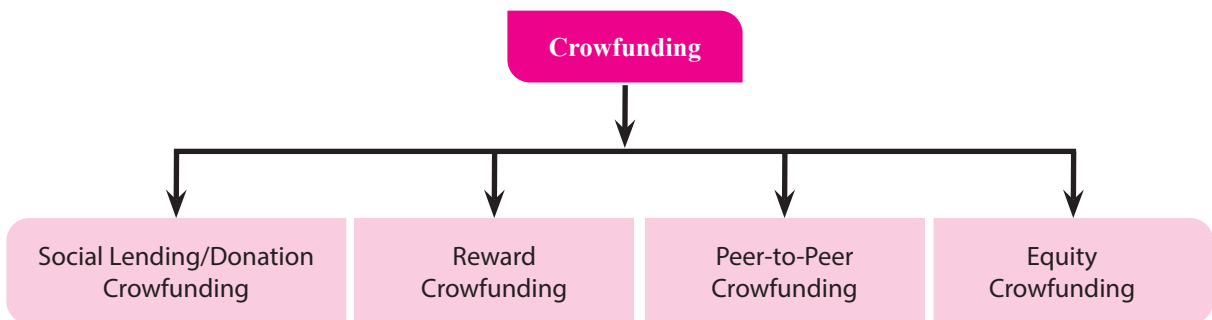 Crowfunding
Social Lending/Donation
Crowfunding
Reward
Crowfunding
Peer-to-Peer
Crowfunding
Equity
Crowfunding